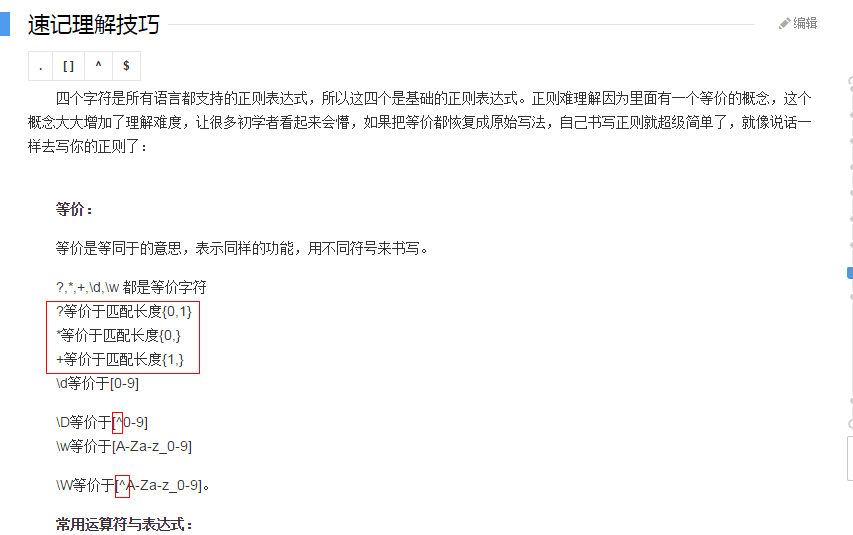 速记理解技巧
编辑
. [] ^ $
四个字符是所有语言都支持的正则表达式，所以这四个是基础的正则表达式。正则难理解因为里面有一个等价的概念，这个
概念大大增加了理解难度，让很多初学者看起来会懵，如果把等价都恢复成原始写法，自己书写正则就超级简单了，就像说话一
样去写你的正则了：
等价：
等价是等同于的意思，表示同样的功能，用不同符号来书写。
?,*,+,\d,\w 都是等价字符
?等价于匹配长度{0,1}
*等价于匹配长度{0,}
+等价于匹配长度{1,}
\d等价于[0-9]
\D等价于[^0-9]
\w等价于[A-Za-z_0-9]
\W等价于[^A-Za-z_0-9]。
常用运算符与表达式：